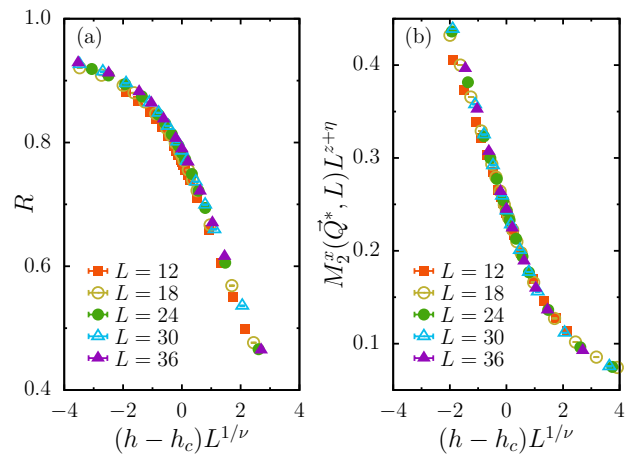 (a)
R
1.0
0.8
0.6
0.4
L = 12
L = 18
L = 24
L = 30
L = 36
−4 −2 0 2 4
(h − h_c)L^{1/ν}
(b)
M_2^x(\vec{Q}^*, L)L^{z+η}
0.4
0.3
0.2
0.1
L = 12
L = 18
L = 24
L = 30
L = 36
−4 −2 0 2 4
(h − h_c)L^{1/ν}